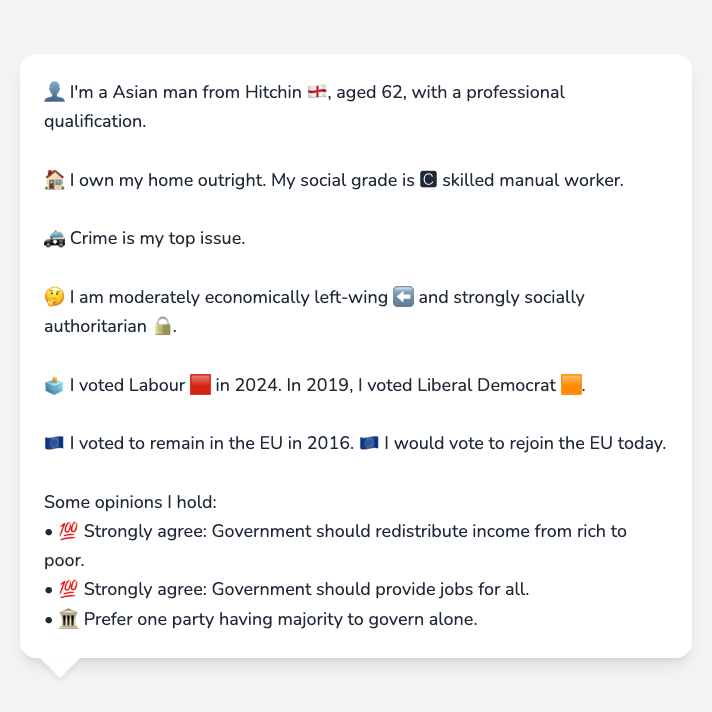 👤 I'm a Asian man from Hitchin 🏴󠁧󠁢󠁥󠁮󠁧󠁿, aged 62, with a professional
qualification.
🏠 I own my home outright. My social grade is 🅲 skilled manual worker.
🚓 Crime is my top issue.
🤔 I am moderately economically left-wing ⬅️ and strongly socially
authoritarian 🔒.
🗳️ I voted Labour 🟥 in 2024. In 2019, I voted Liberal Democrat 🟧.
🇪🇺 I voted to remain in the EU in 2016. 🇪🇺 I would vote to rejoin the EU today.
Some opinions I hold:
• 💯 Strongly agree: Government should redistribute income from rich to
poor.
• 💯 Strongly agree: Government should provide jobs for all.
• 🏛️ Prefer one party having majority to govern alone.